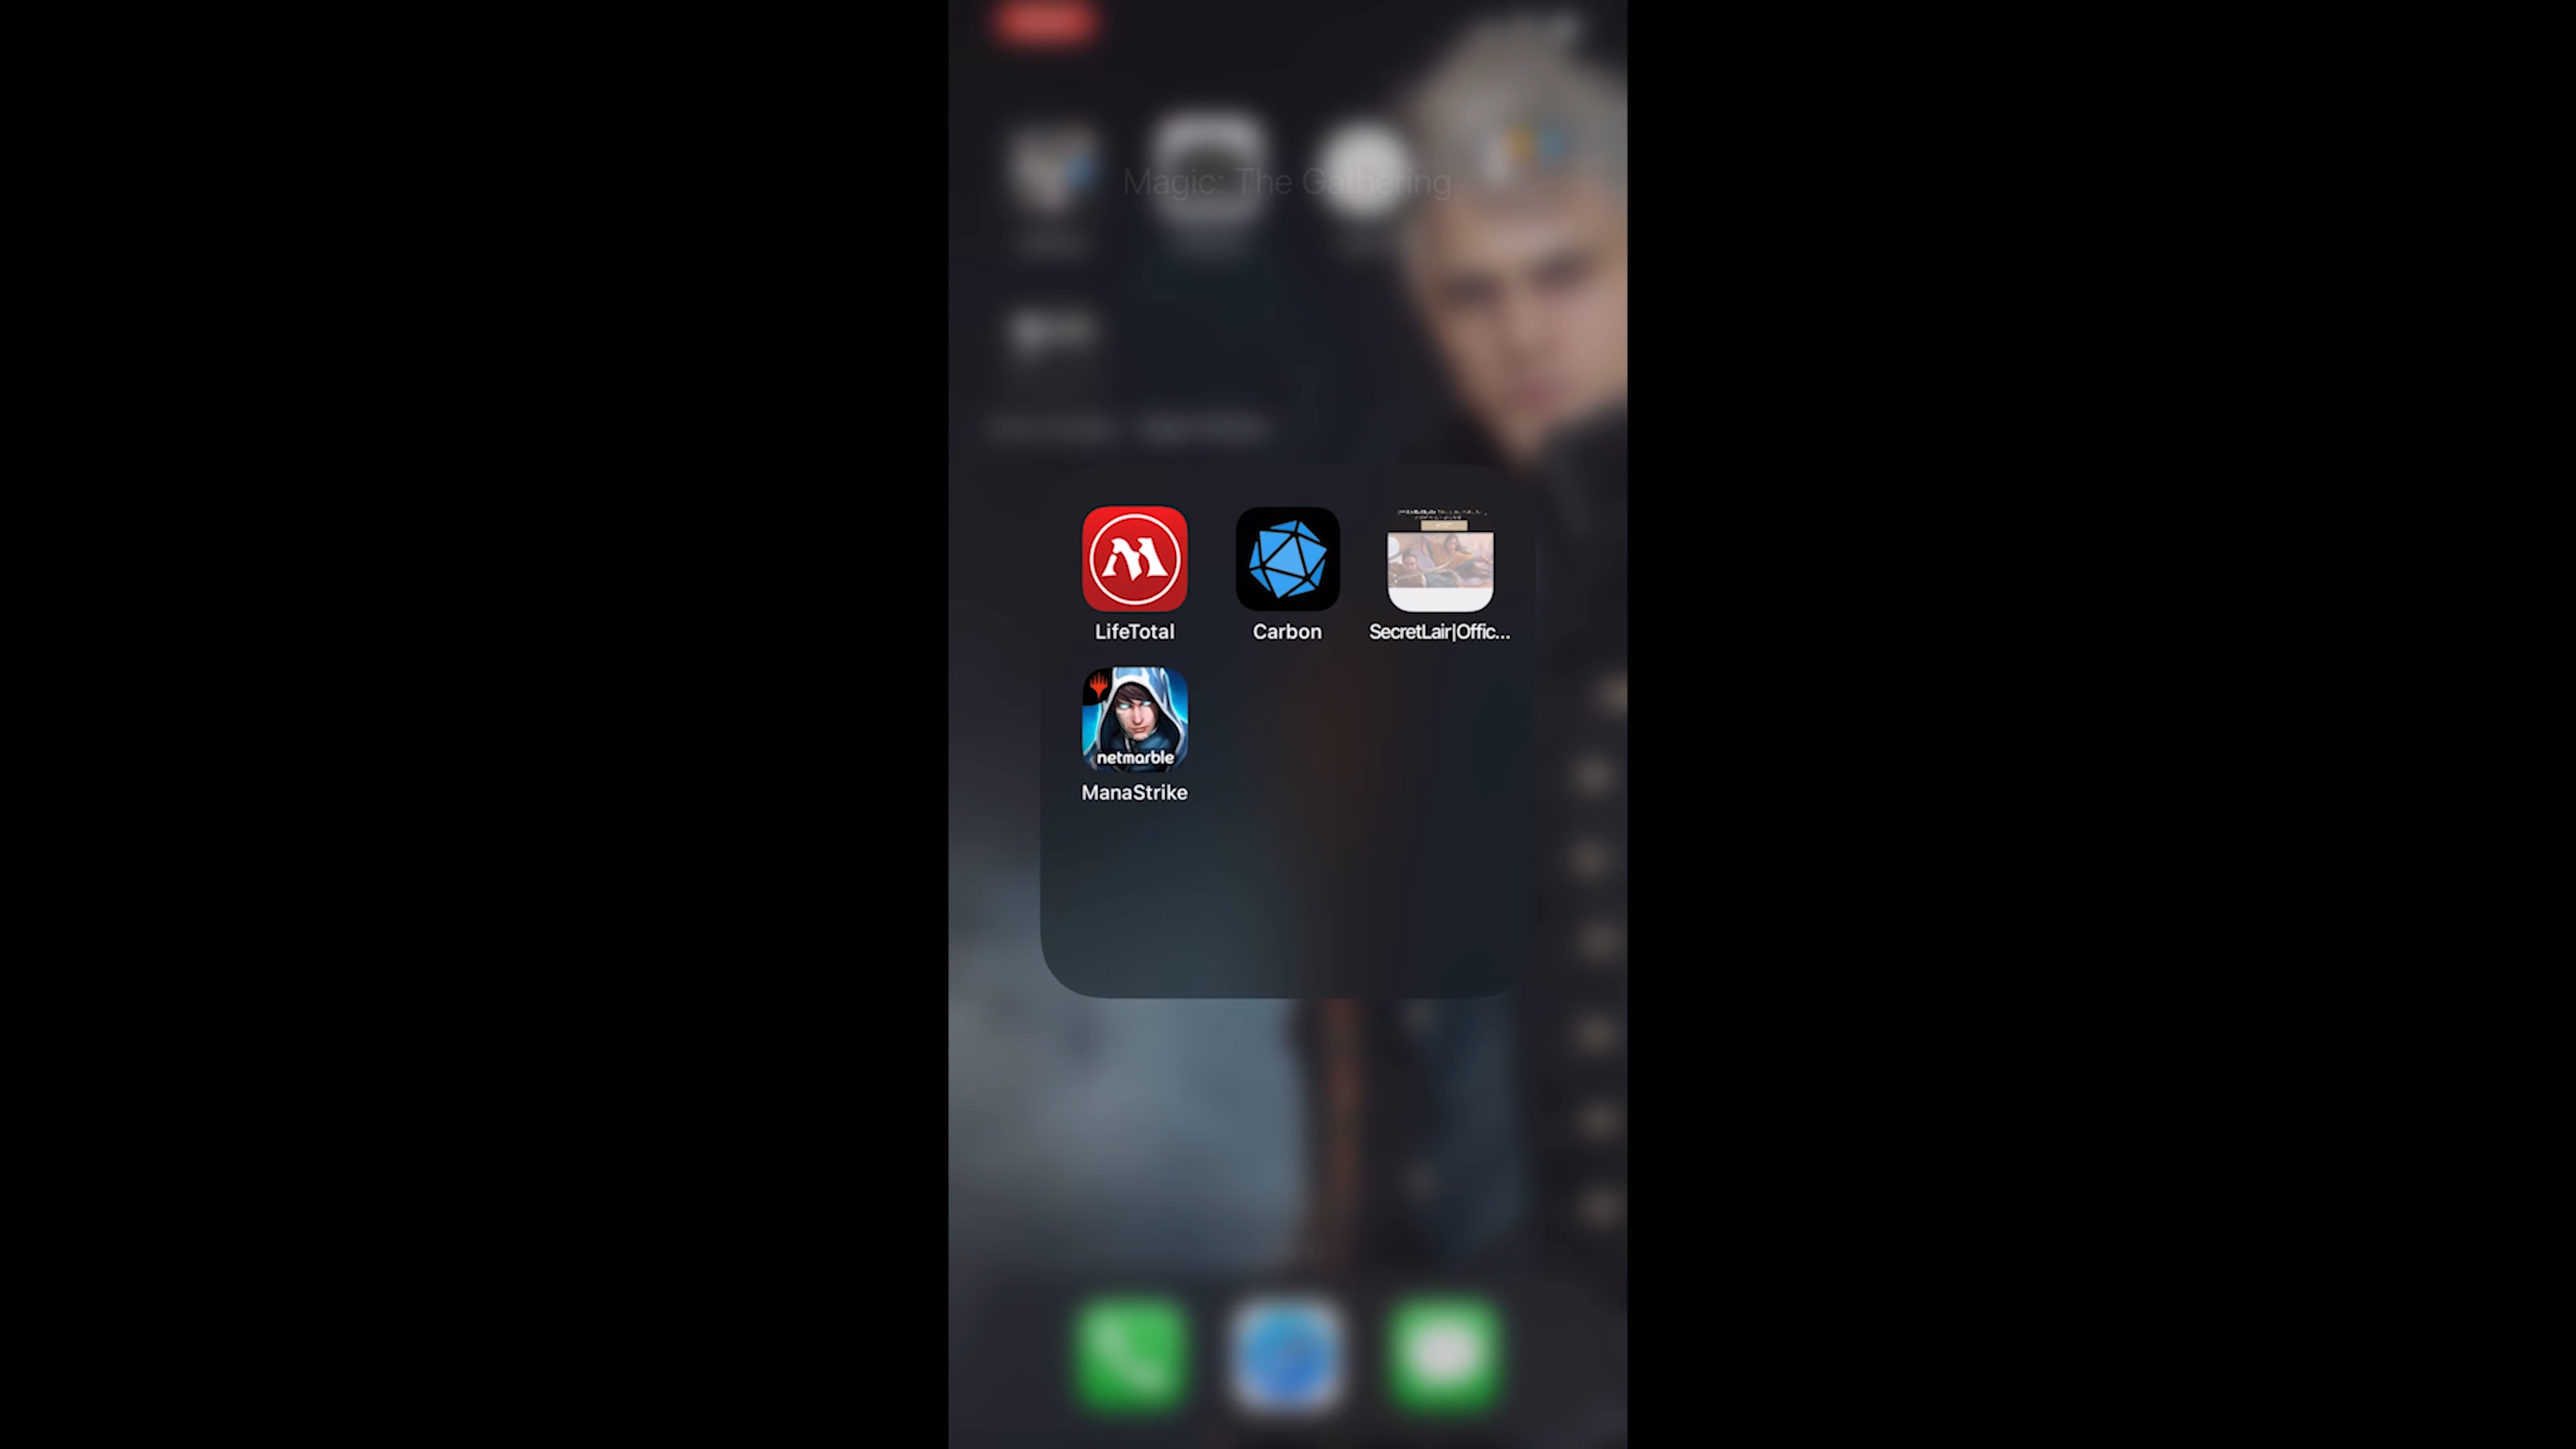 Magic: The Gathering
LifeTotal
Carbon
SecretLair|Offic...
netmarble
ManaStrike